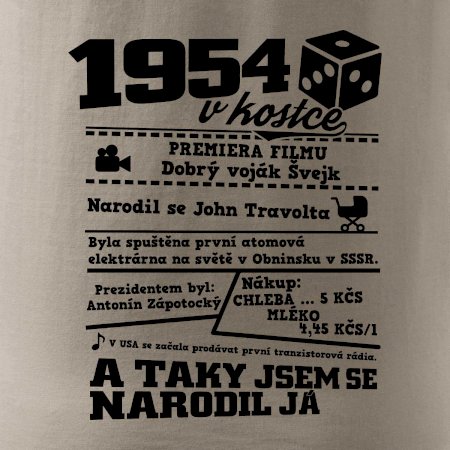 1954
v kostce
PREMIERA FILMU
Dobrý voják Švejk
Narodil se John Travolta
Byla spuštěna první atomová
elektrárna na světě v Obninsku v SSSR.
Prezidentem byl:
Antonín Zápotocký
Nákup:
CHLEBA ... 5 KČS
MLÉKO
4,45 KČS/l
V USA se začala prodávat první tranzistorová rádia.
A TAKY JSEM SE
NARODIL JÁ